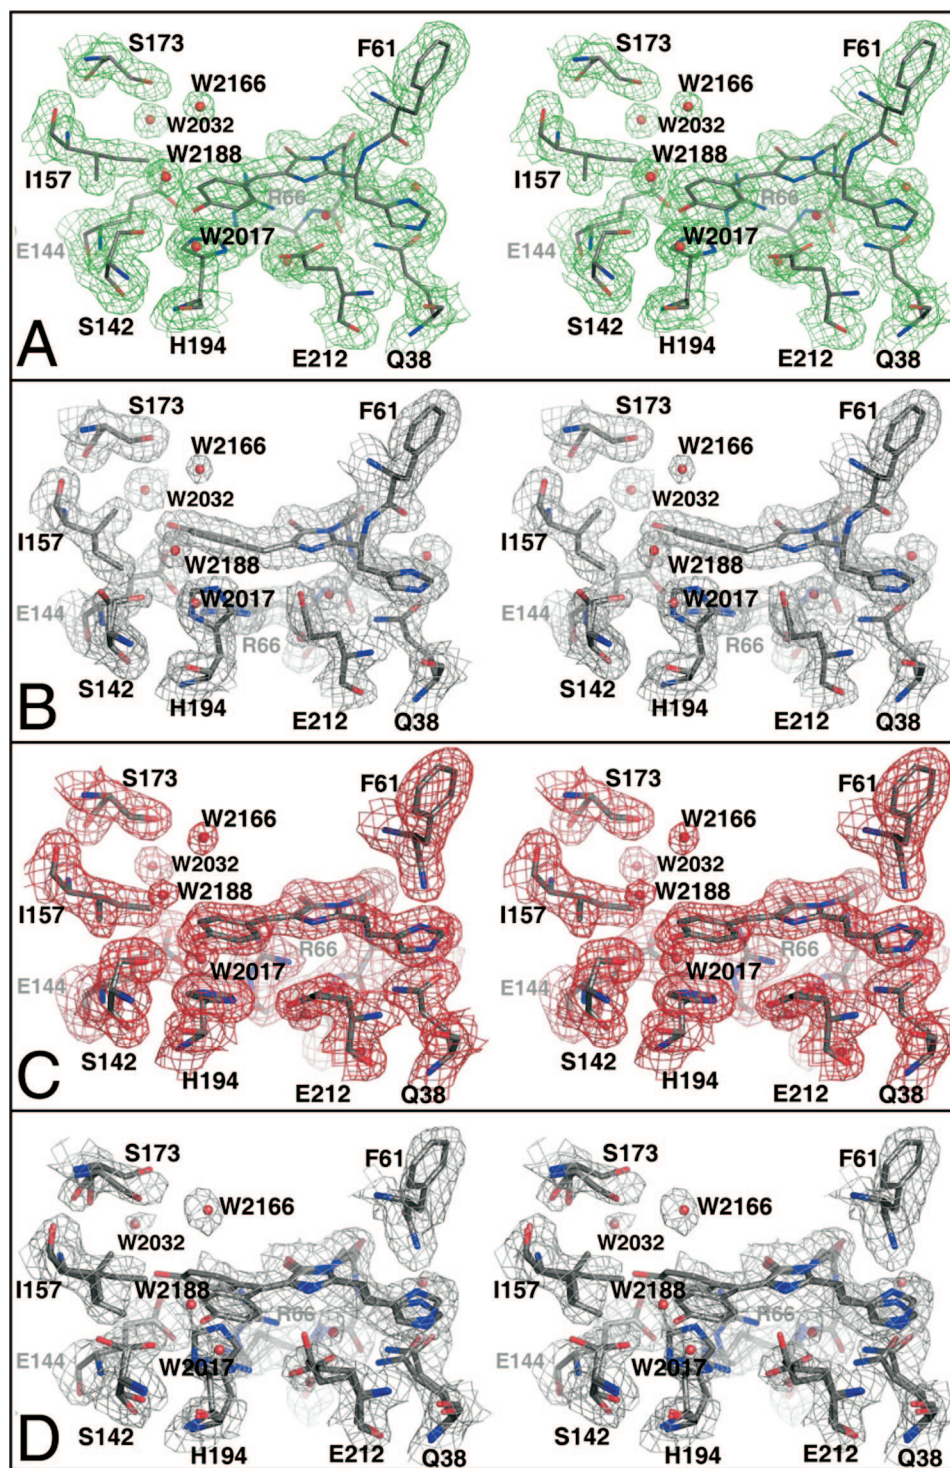 S173 F61 S173 F61
W2166 W2166
W2032 W2032
W2188 W2188
I157 R66 I157 R66
E144 W2017 E144 W2017
S142 S142
H194 E212 Q38 H194 E212 Q38
A
S173 F61 S173 F61
W2166 W2166
W2032 W2032
I157 I157
W2188 W2188
E144 W2017 E144 W2017
R66 R66
S142 S142
H194 E212 Q38 H194 E212 Q38
B
S173 F61 S173 F61
W2166 W2166
W2032 W2032
W2188 W2188
I157 I157
R66 R66
E144 W2017 E144 W2017
S142 S142
H194 E212 Q38 H194 E212 Q38
C
S173 F61 S173 F61
W2166 W2166
W2032 W2032
I157 W2188 I157 W2188
R66 R66
E144 W2017 E144 W2017
S142 S142
H194 E212 Q38 H194 E212 Q38
D